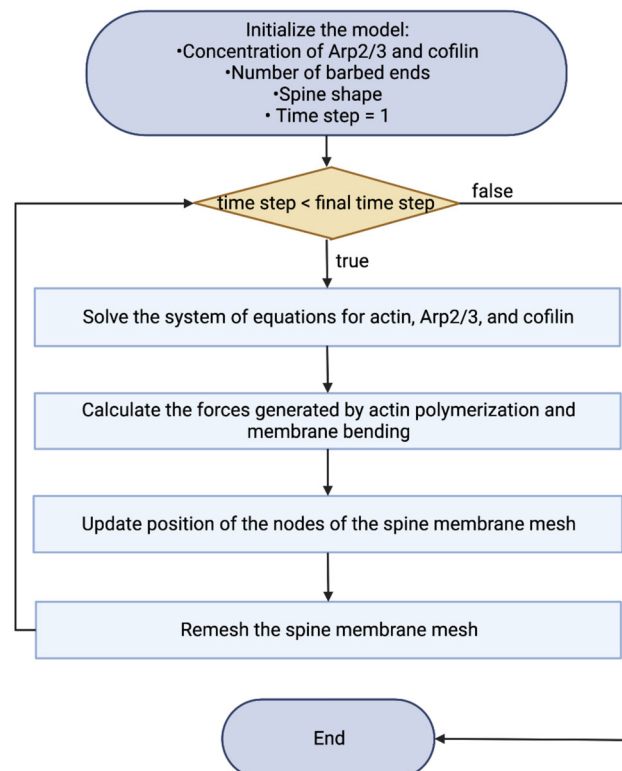 Initialize the model:
•Concentration of Arp2/3 and cofilin
•Number of barbed ends
•Spine shape
• Time step = 1
time step < final time step
false
true
Solve the system of equations for actin, Arp2/3, and cofilin
Calculate the forces generated by actin polymerization and
membrane bending
Update position of the nodes of the spine membrane mesh
Remesh the spine membrane mesh
End